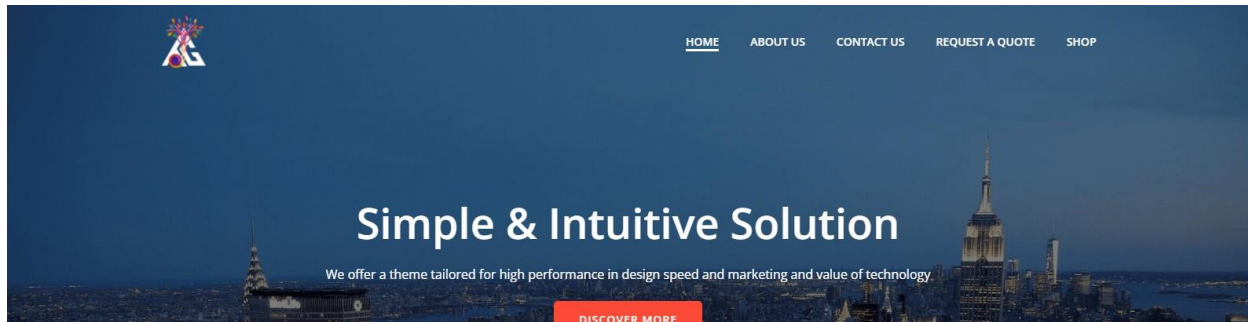 AG
HOME ABOUT US CONTACT US REQUEST A QUOTE SHOP
Simple & Intuitive Solution
We offer a theme tailored for high performance in design speed and marketing and value of technology
DISCOVER MORE